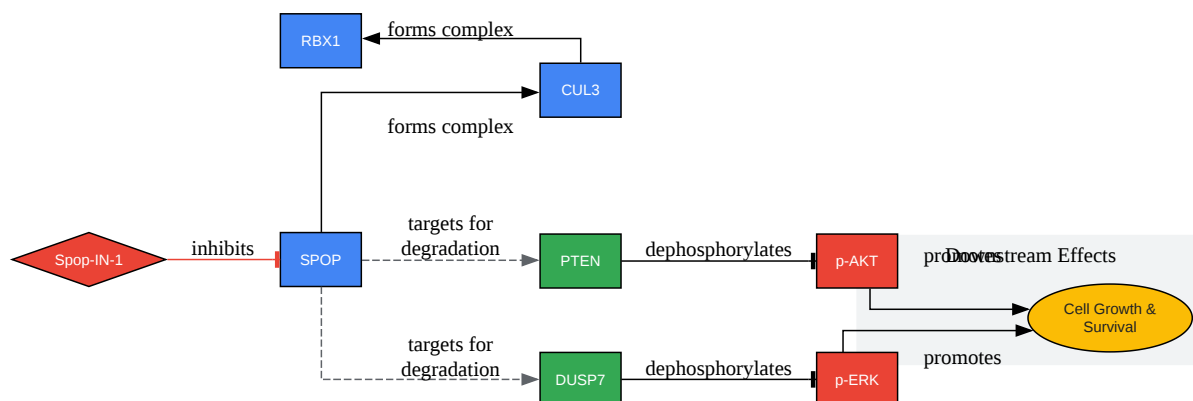 RBX1
forms complex
CUL3
forms complex
Spop-IN-1
inhibits
SPOP
targets for
degradation
PTEN
dephosphorylates
p-AKT
promotes
Downstream Effects
Cell Growth &
Survival
targets for
degradation
DUSP7
dephosphorylates
p-ERK
promotes